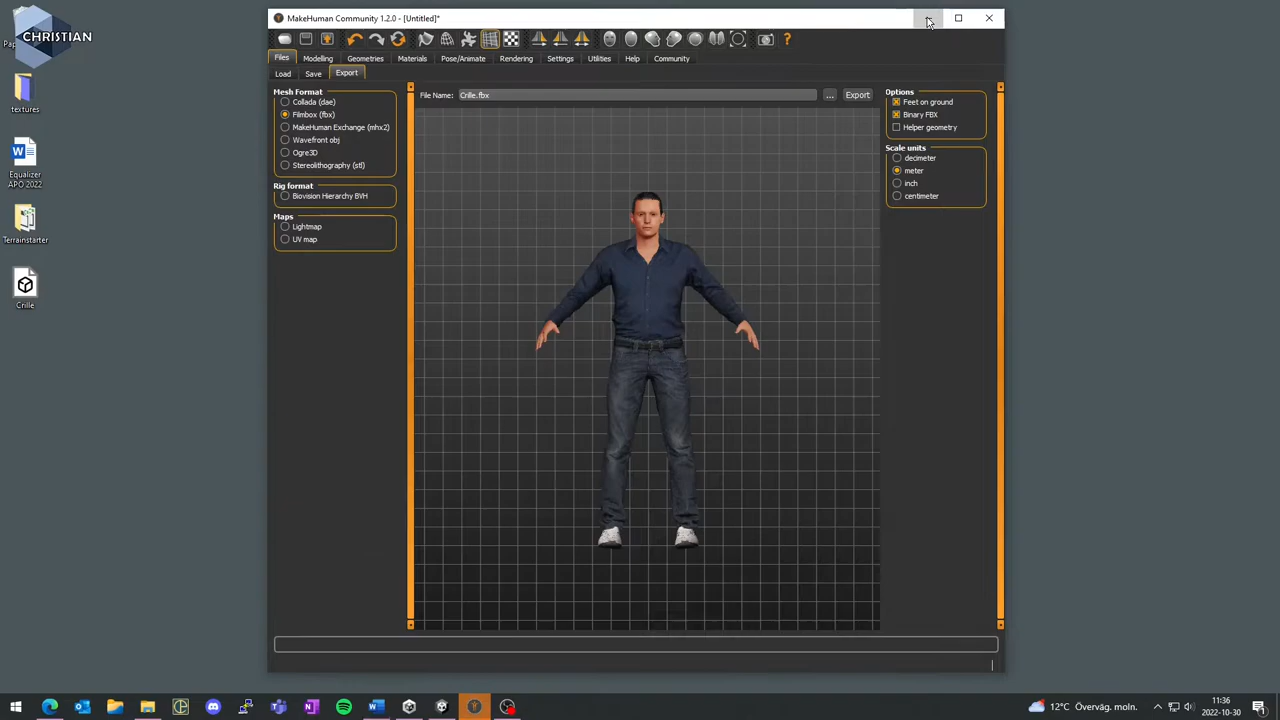 MakeHuman Community 1.2.0 - [Untitled]*
CHRISTIAN
Files
Modelling
Geometries
Materials
Pose/Animate
Rendering
Settings
Utilities
Help
Community
Load
Save
Export
Mesh Format
Collada (dae)
Filmbox (fbx)
MakeHuman Exchange (mhx2)
Wavefront obj
Ogre3D
Stereolithography (stl)
Rig format
Biovision Hierarchy BVH
Maps
Lightmap
UV map
File Name:
Crille.fbx
...
Export
Options
Feet on ground
Binary FBX
Helper geometry
Scale units
decimeter
meter
inch
centimeter
textures
Equalizer
APO 2022
Terrainstarter
Crille
12°C Överväg. moln.
11:36
2022-10-30